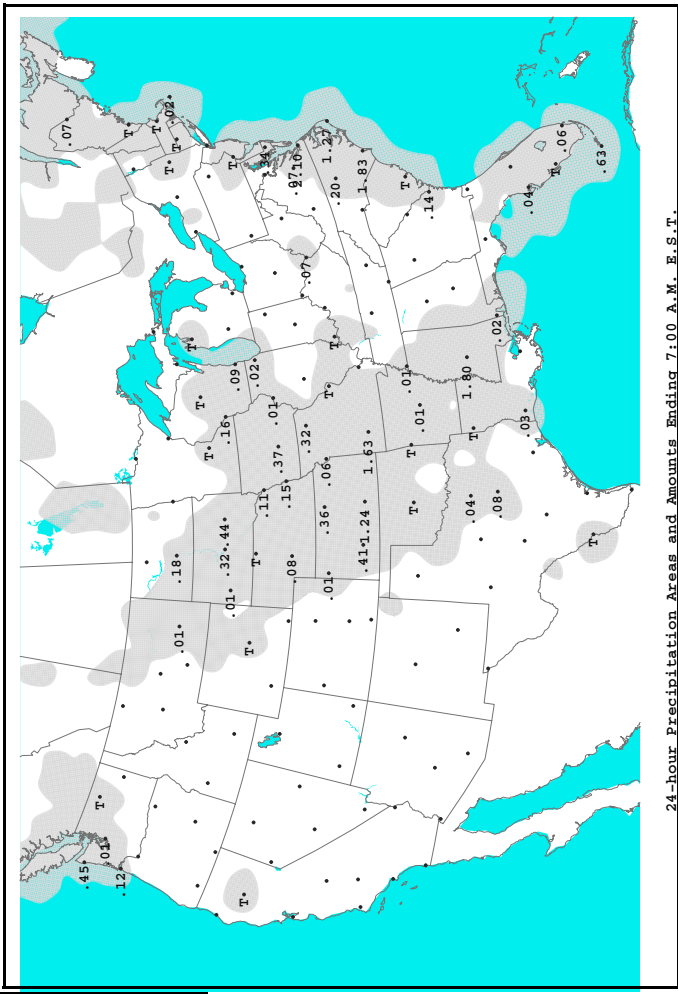 .07
.45
T
.01
.12
T
T
.02
T
T
.18
.01
T
T
T
.32 .44
.16
.01
T
.09
T
T
.02
T
.11
.34
.01
.37
.15
.08
.07
2.10
.07
.32
.36
.06
1.27
.01
T
T
.20
.41 1.24
1.83
1.63
T
.01
T
T
.01
.14
1.80
.04
T
.02
.08
.03
.04
T
.06
T
.63
24-hour Precipitation Areas and Amounts Ending 7:00 A.M. E.S.T.